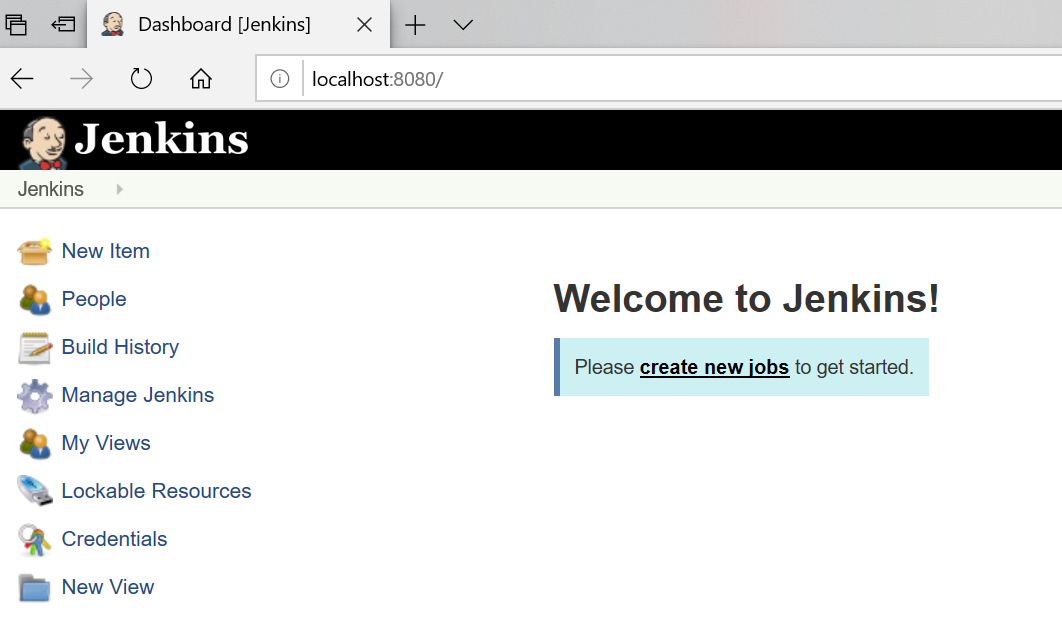 Dashboard [Jenkins]
localhost:8080/
Jenkins
Jenkins
New Item
People
Build History
Manage Jenkins
My Views
Lockable Resources
Credentials
New View
Welcome to Jenkins!
Please create new jobs to get started.